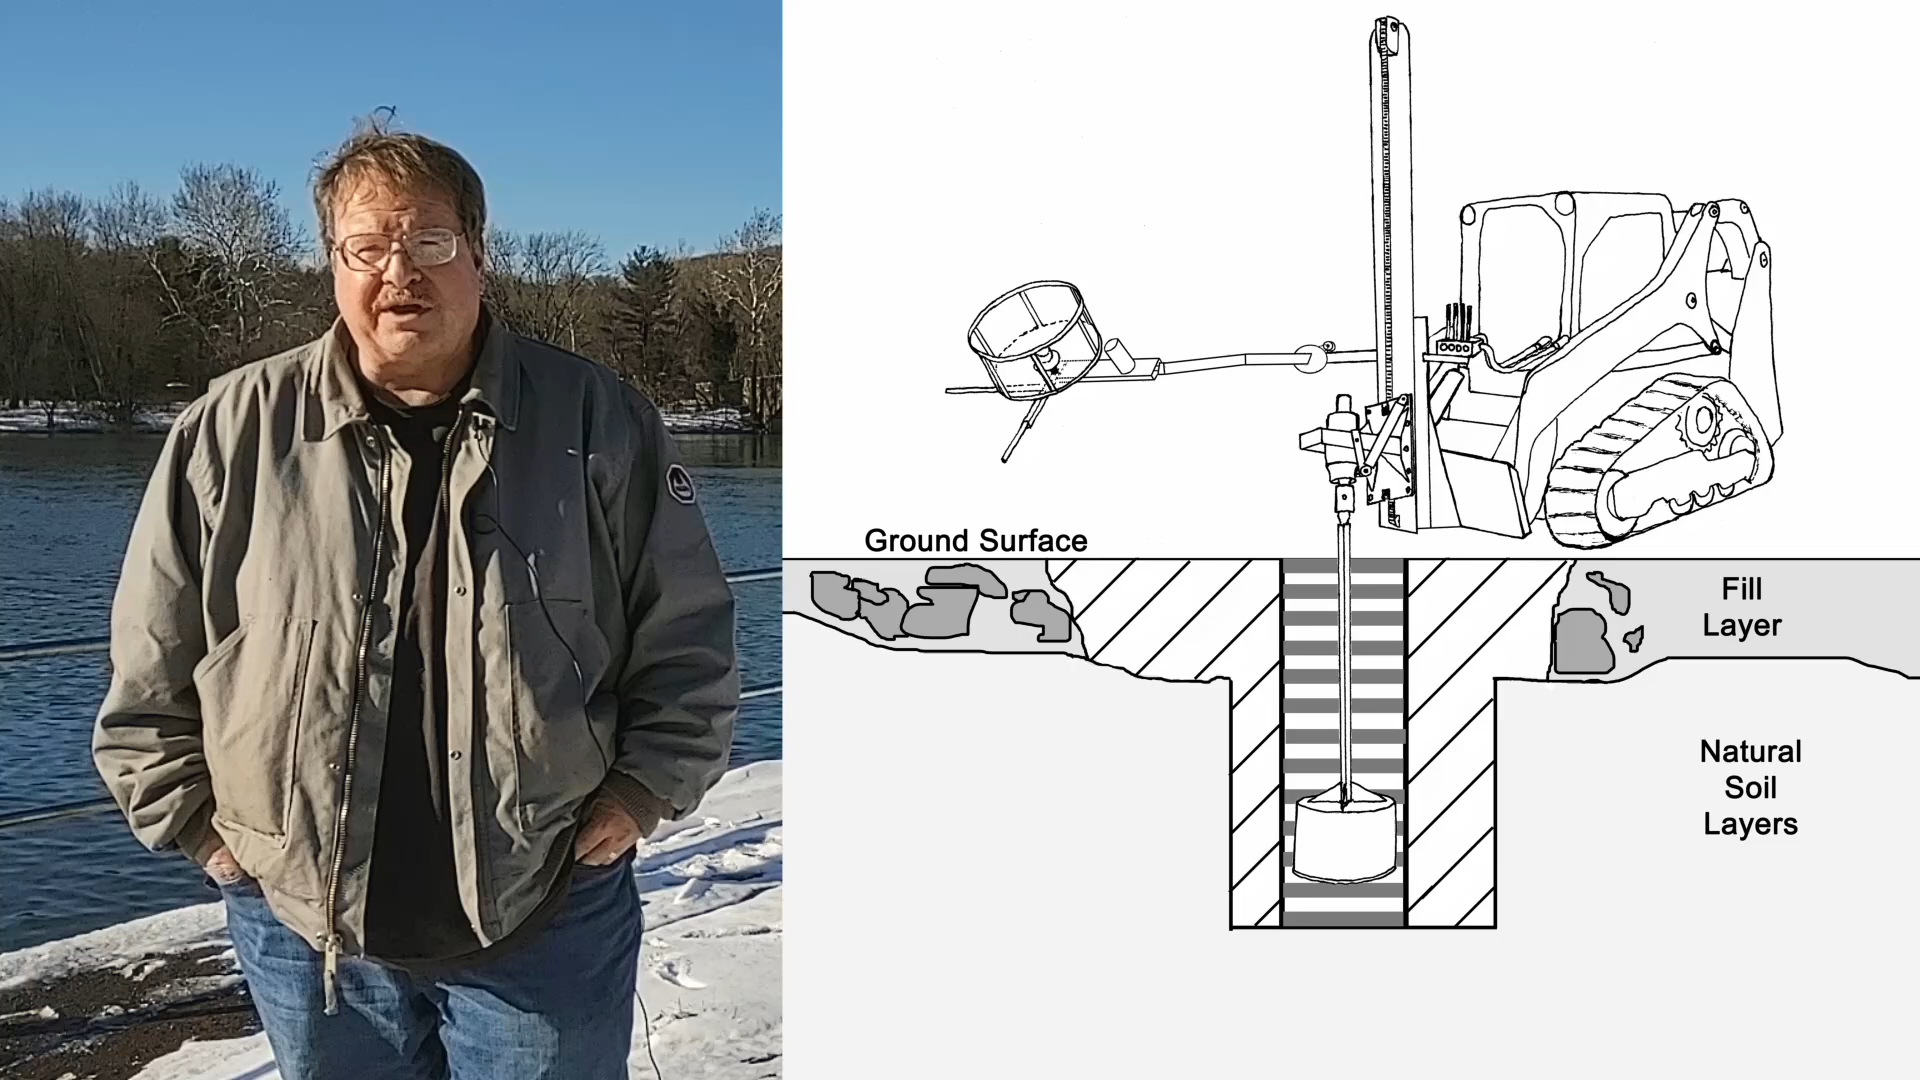 Ground Surface
Fill
Layer
Natural
Soil
Layers